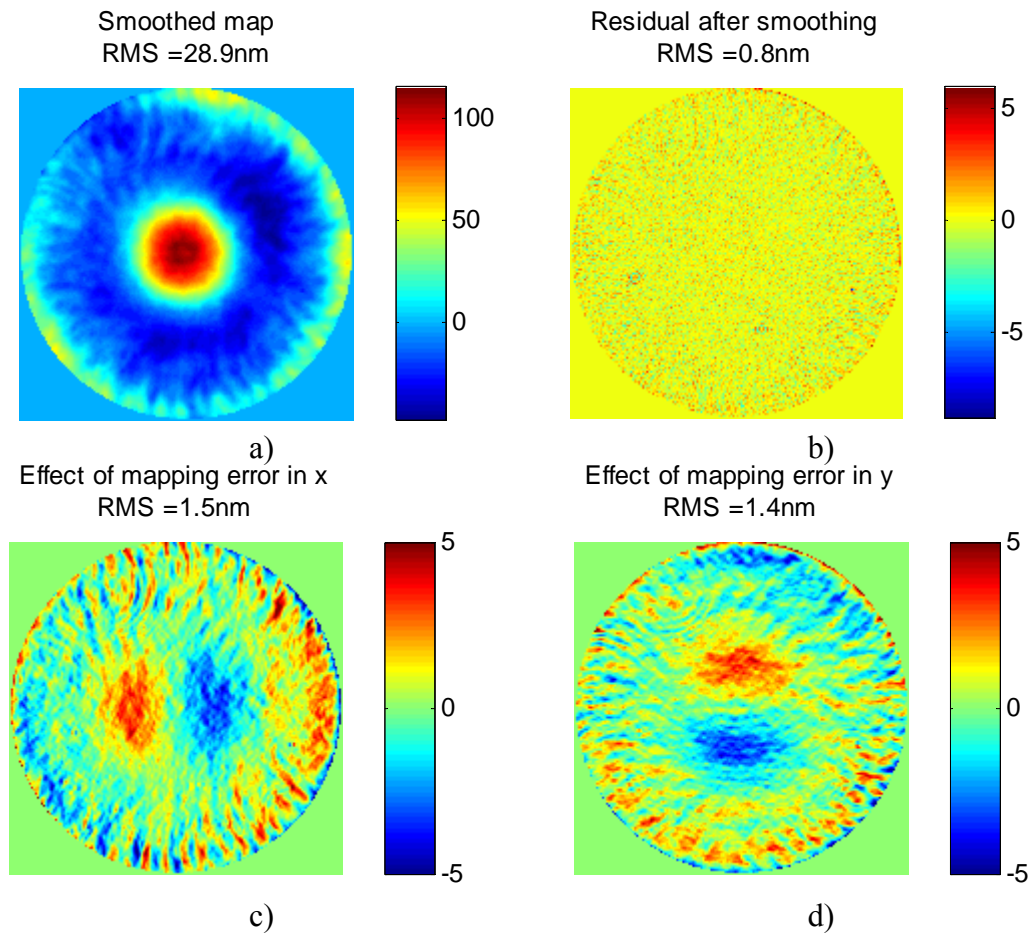 Smoothed map
RMS =28.9nm
100
50
0
a)
Residual after smoothing
RMS =0.8nm
5
0
-5
b)
Effect of mapping error in x
RMS =1.5nm
5
0
-5
c)
Effect of mapping error in y
RMS =1.4nm
5
0
-5
d)